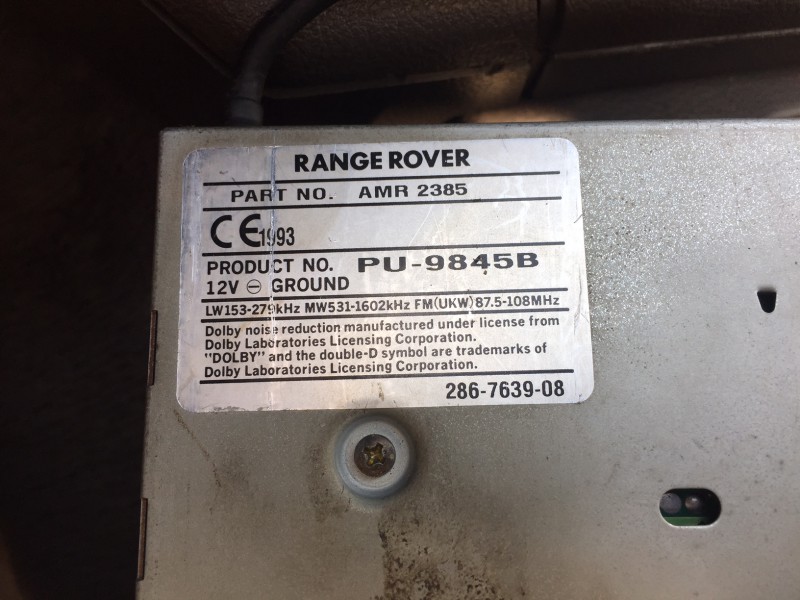 RANGE ROVER
PART NO. AMR 2385
CE 1993
PRODUCT NO. PU-9845B
12V ⊖ GROUND
LW153-279kHz MW531-1602kHz FM(UKW)87.5-108MHz
Dolby noise reduction manufactured under license from
Dolby Laboratories Licensing Corporation.
"DOLBY" and the double-D symbol are trademarks of
Dolby Laboratories Licensing Corporation.
286-7639-08